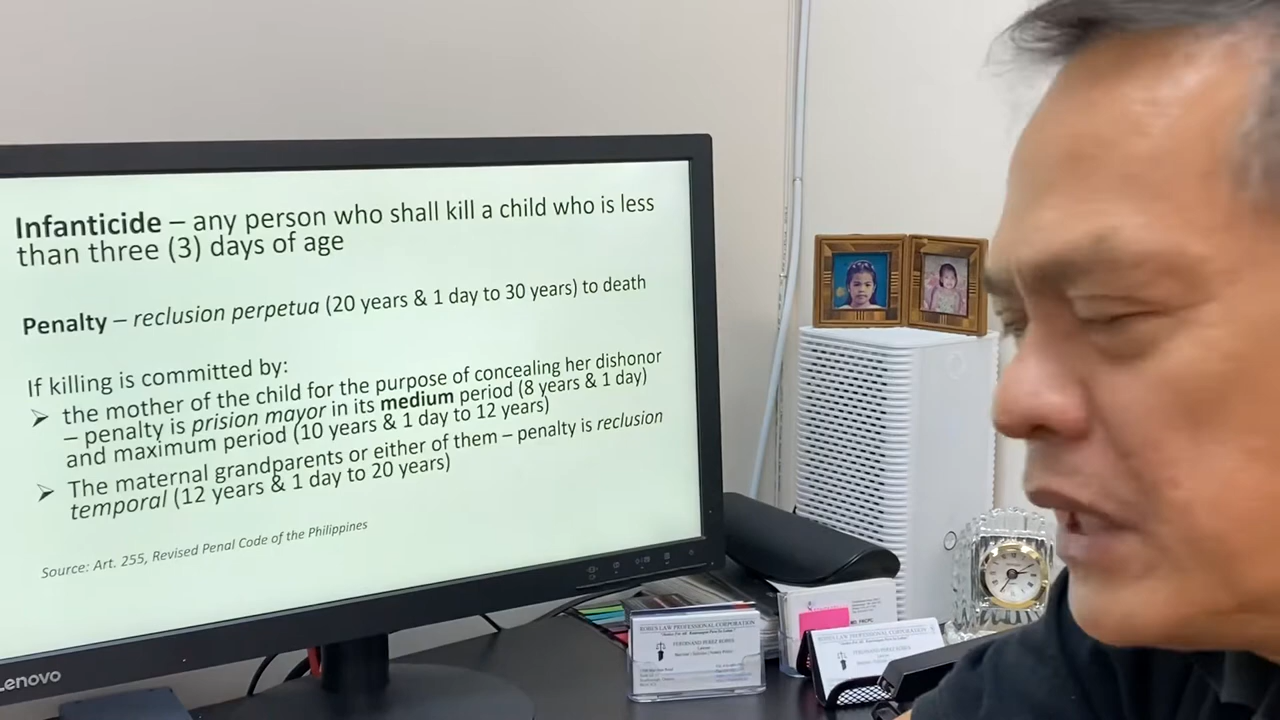 Infanticide – any person who shall kill a child who is less
than three (3) days of age
Penalty – reclusion perpetua (20 years & 1 day to 30 years) to death
If killing is committed by:
➢ the mother of the child for the purpose of concealing her dishonor
– penalty is prision mayor in its medium period (8 years & 1 day)
and maximum period (10 years & 1 day to 12 years)
➢ The maternal grandparents or either of them – penalty is reclusion
temporal (12 years & 1 day to 20 years)
Source: Art. 255, Revised Penal Code of the Philippines
Lenovo
LAW PROFESSIONAL CORPORATION
FERDINAND PEREZ
LAW PROFESSIONAL CORPORATION
FERDINAND PEREZ